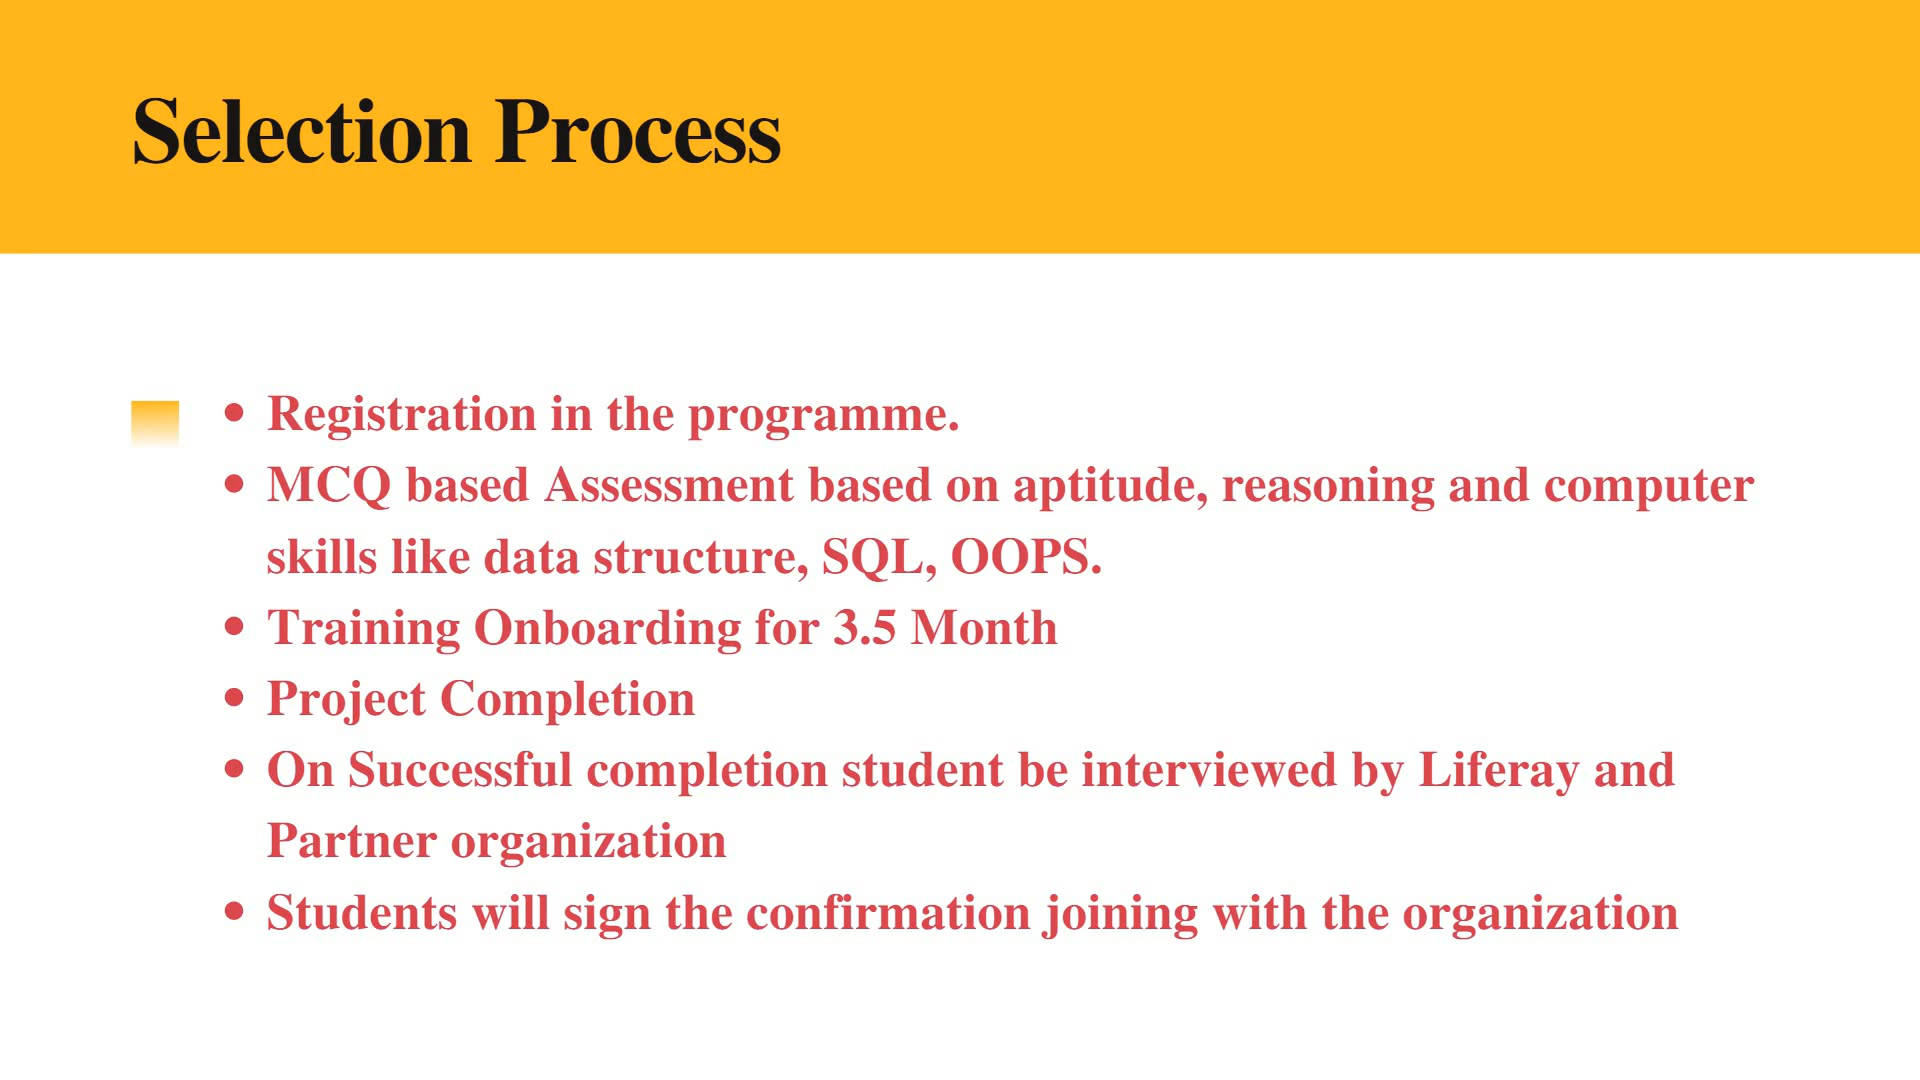 Selection Process
• Registration in the programme.
• MCQ based Assessment based on aptitude, reasoning and computer
skills like data structure, SQL, OOPS.
• Training Onboarding for 3.5 Month
• Project Completion
• On Successful completion student be interviewed by Liferay and
Partner organization
• Students will sign the confirmation joining with the organization